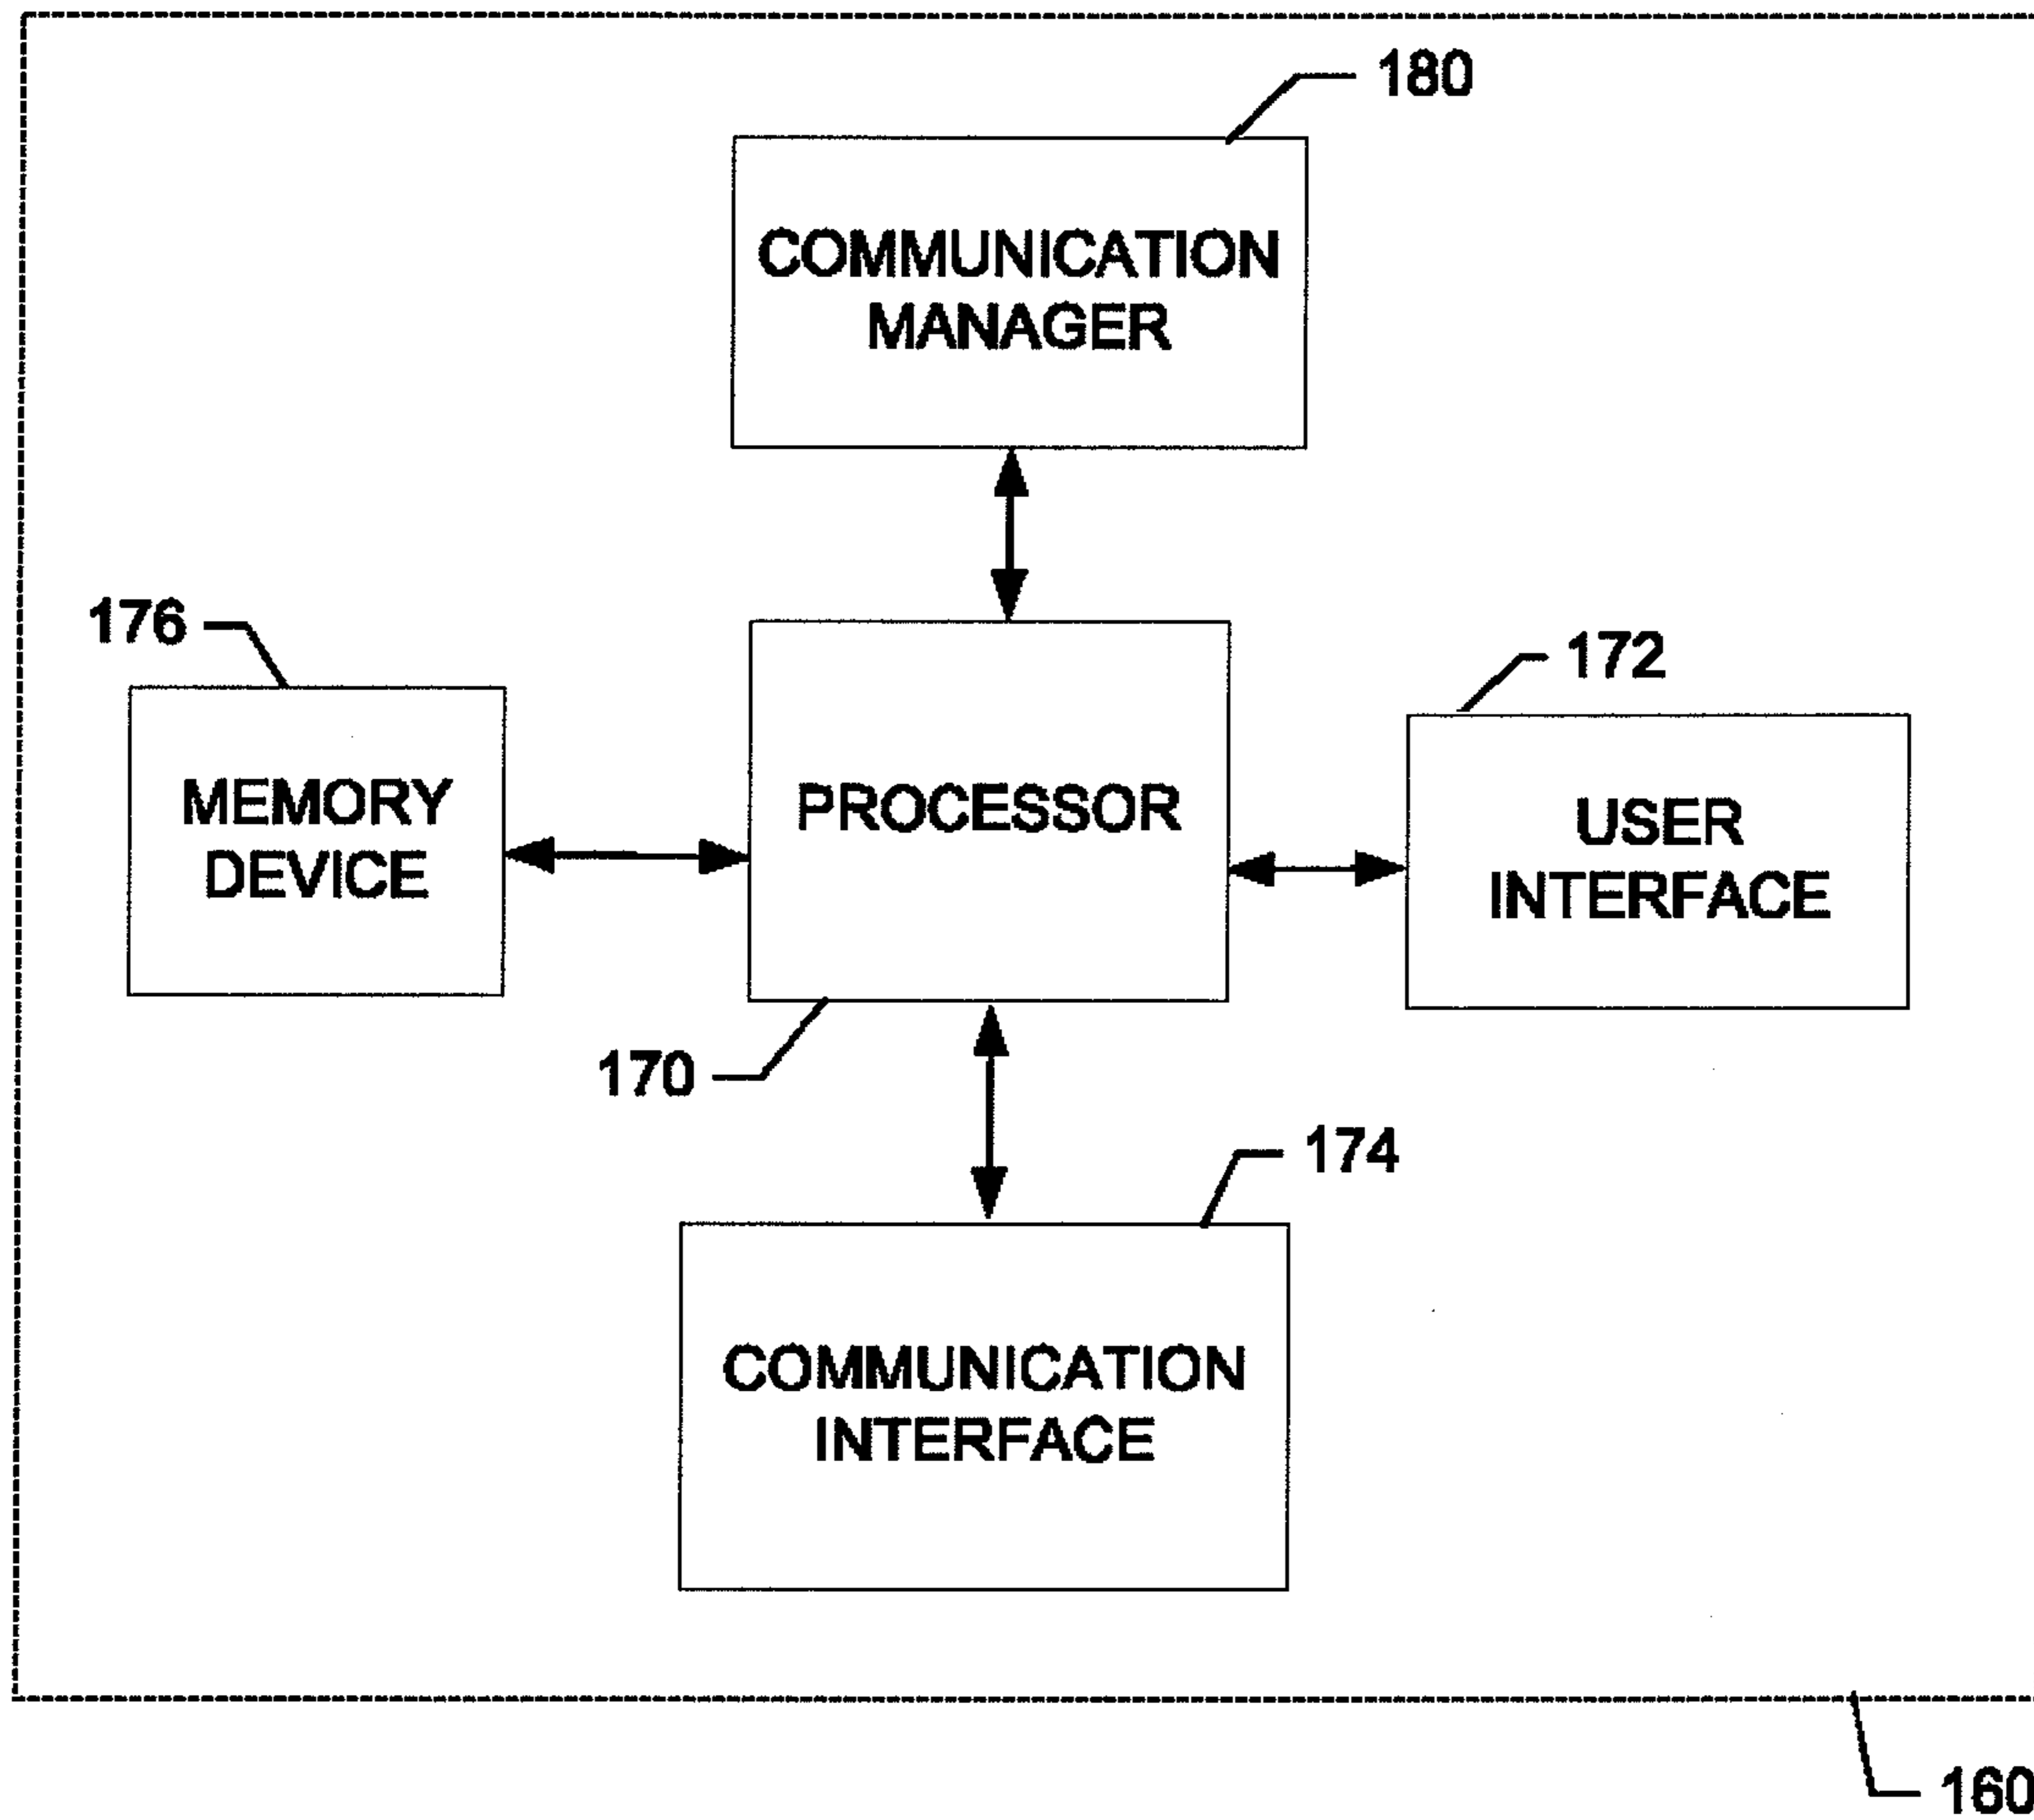 180
COMMUNICATION
MANAGER
176
172
MEMORY
DEVICE
PROCESSOR
USER
INTERFACE
170
174
COMMUNICATION
INTERFACE
160